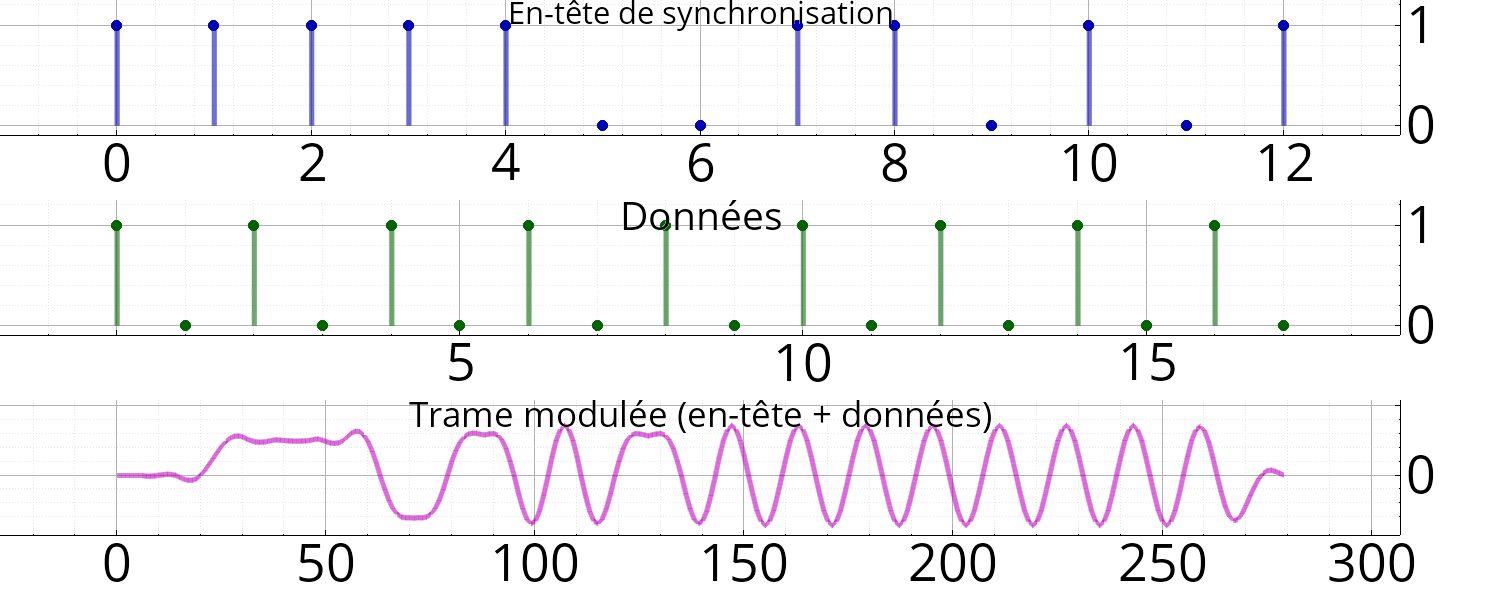 En-tête de synchronisation
1
0
0 2 4 6 8 10 12
Données
1
0
5 10 15
Trame modulée (en-tête + données)
0
0 50 100 150 200 250 300